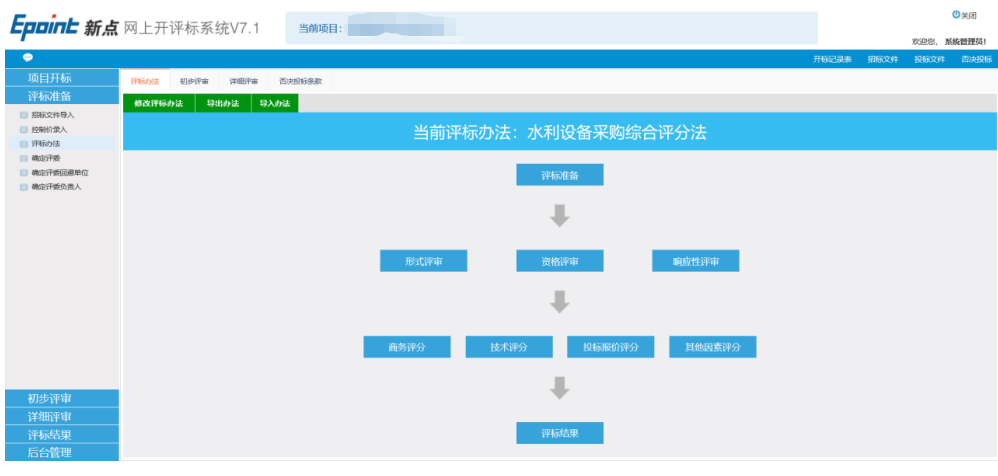 关闭
Epoint 新点 网上开评标系统V7.1
当前项目：
欢迎您， 系统管理员！
开标记录表 招标文件 投标文件 否决投标
项目开标
评标准备
招标文件导入
控制价录入
评标办法
确定评委
确定评委回避单位
确定评委负责人
初步评审
详细评审
评标结果
后台管理
评标办法 初步评审 详细评审 否决投标条款
修改评标办法 导出办法 导入办法
当前评标办法：水利设备采购综合评分法
评标准备
形式评审 资格评审 响应性评审
商务评分 技术评分 投标报价评分 其他因素评分
评标结果